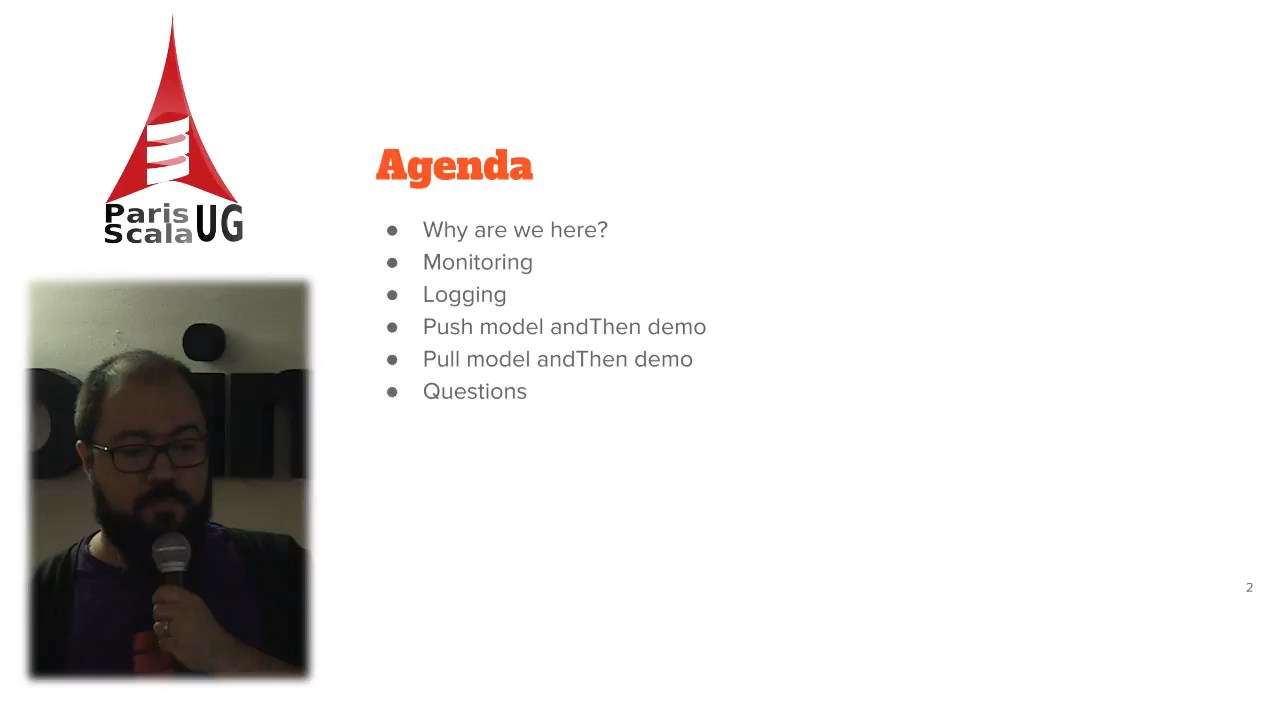 Paris
Scala
UG
Agenda
● Why are we here?
● Monitoring
● Logging
● Push model andThen demo
● Pull model andThen demo
● Questions
2